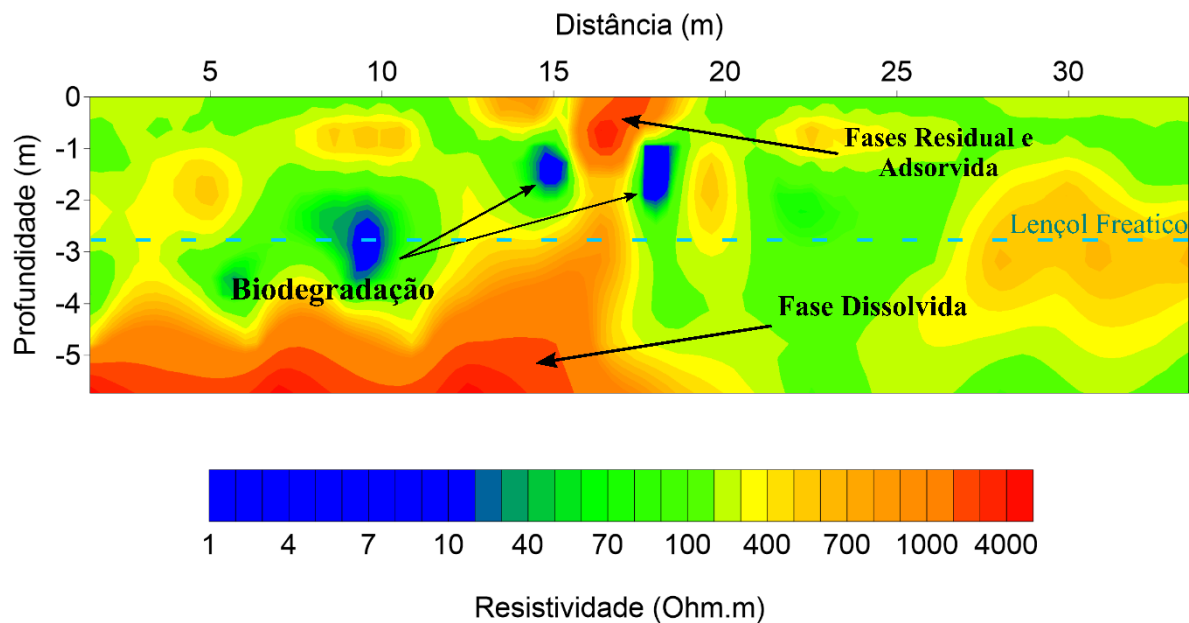 Distância (m)
5 10 15 20 25 30
Profundidade (m)
0
-1
-2
-3
-4
-5
Fases Residual e
Adsorvida
Lençol Freatico
Biodegradação
Fase Dissolvida
1 4 7 10 40 70 100 400 700 1000 4000
Resistividade (Ohm.m)